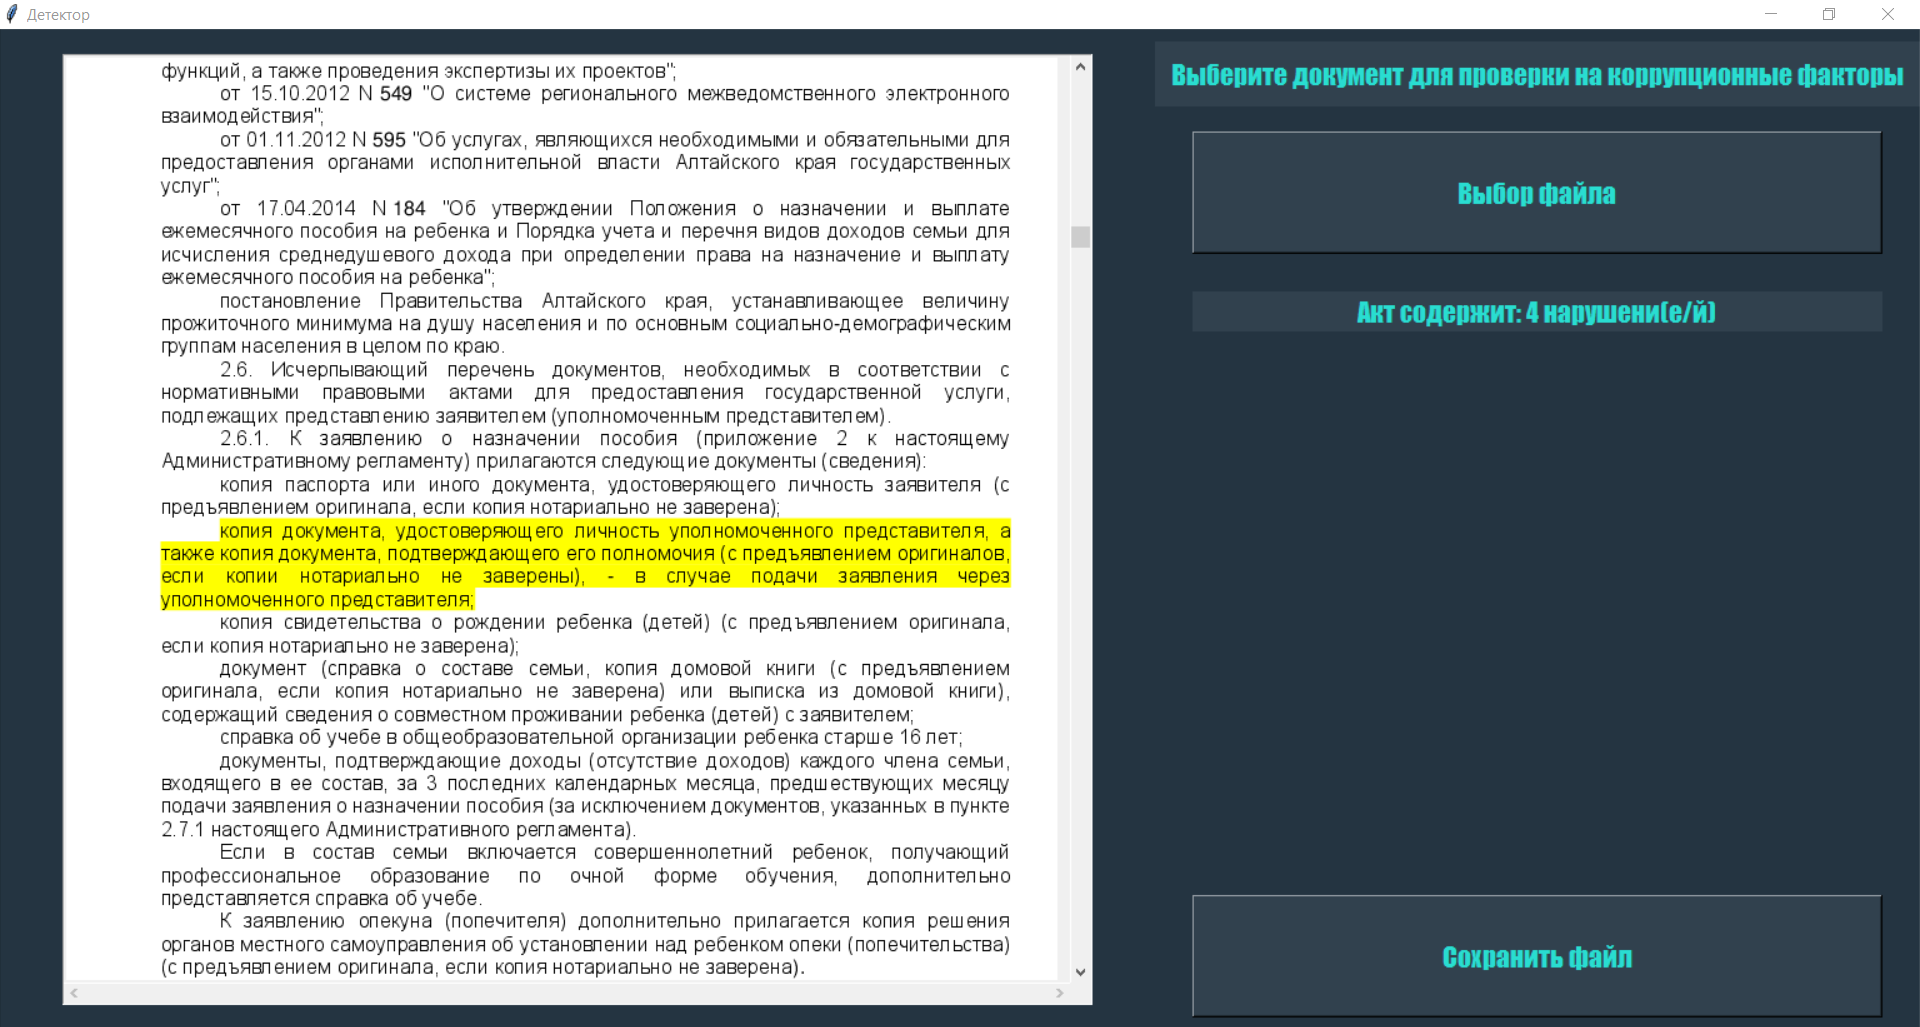 Детектор
функций, а также проведения экспертизы их проектов";
от 15.10.2012 N 549 "О системе регионального межведомственного электронного
взаимодействия";
от 01.11.2012 N 595 "Об услугах, являющихся необходимыми и обязательными для
предоставления органами исполнительной власти Алтайского края государственных
услуг";
от 17.04.2014 N 184 "Об утверждении Положения о назначении и выплате
ежемесячного пособия на ребенка и Порядка учета и перечня видов доходов семьи для
исчисления среднедушевого дохода при определении права на назначение и выплату
ежемесячного пособия на ребенка";
постановление Правительства Алтайского края, устанавливающее величину
прожиточного минимума на душу населения и по основным социально-демографическим
группам населения в целом по краю.
2.6. Исчерпывающий перечень документов, необходимых в соответствии с
нормативными правовыми актами для предоставления государственной услуги,
подлежащих представлению заявителем (уполномоченным представителем).
2.6.1. К заявлению о назначении пособия (приложение 2 к настоящему
Административному регламенту) прилагаются следующие документы (сведения):
копия паспорта или иного документа, удостоверяющего личность заявителя (с
предъявлением оригинала, если копия нотариально не заверена);
копия документа, удостоверяющего личность уполномоченного представителя, а
также копия документа, подтверждающего его полномочия (с предъявлением оригиналов,
если копии нотариально не заверены), - в случае подачи заявления через
уполномоченного представителя;
копия свидетельства о рождении ребенка (детей) (с предъявлением оригинала,
если копия нотариально не заверена);
документ (справка о составе семьи, копия домовой книги (с предъявлением
оригинала, если копия нотариально не заверена) или выписка из домовой книги),
содержащий сведения о совместном проживании ребенка (детей) с заявителем;
справка об учебе в общеобразовательной организации ребенка старше 16 лет;
документы, подтверждающие доходы (отсутствие доходов) каждого члена семьи,
входящего в ее состав, за 3 последних календарных месяца, предшествующих месяцу
подачи заявления о назначении пособия (за исключением документов, указанных в пункте
2.7.1 настоящего Административного регламента).
Если в состав семьи включается совершеннолетний ребенок, получающий
профессиональное образование по очной форме обучения, дополнительно
представляется справка об учебе.
К заявлению опекуна (попечителя) дополнительно прилагается копия решения
органов местного самоуправления об установлении над ребенком опеки (попечительства)
(с предъявлением оригинала, если копия нотариально не заверена).
Выберите документ для проверки на коррупционные факторы
Выбор файла
Акт содержит: 4 нарушени(е/й)
Сохранить файл